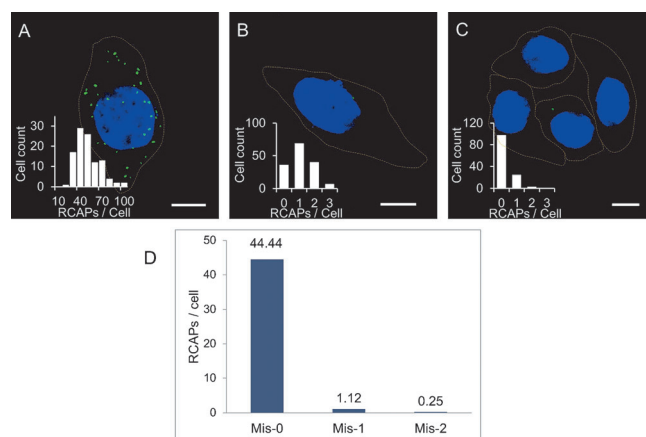 A
Cell count
30
20
10
0
10 40 70 100
RCAPs / Cell
B
Cell count
100
50
0
0 1 2 3
RCAPs / Cell
C
Cell count
120
80
40
0
0 1 2 3
RCAPs / Cell
D
RCAPs / cell
50
40
30
20
10
0
44.44
1.12
0.25
Mis-0 Mis-1 Mis-2